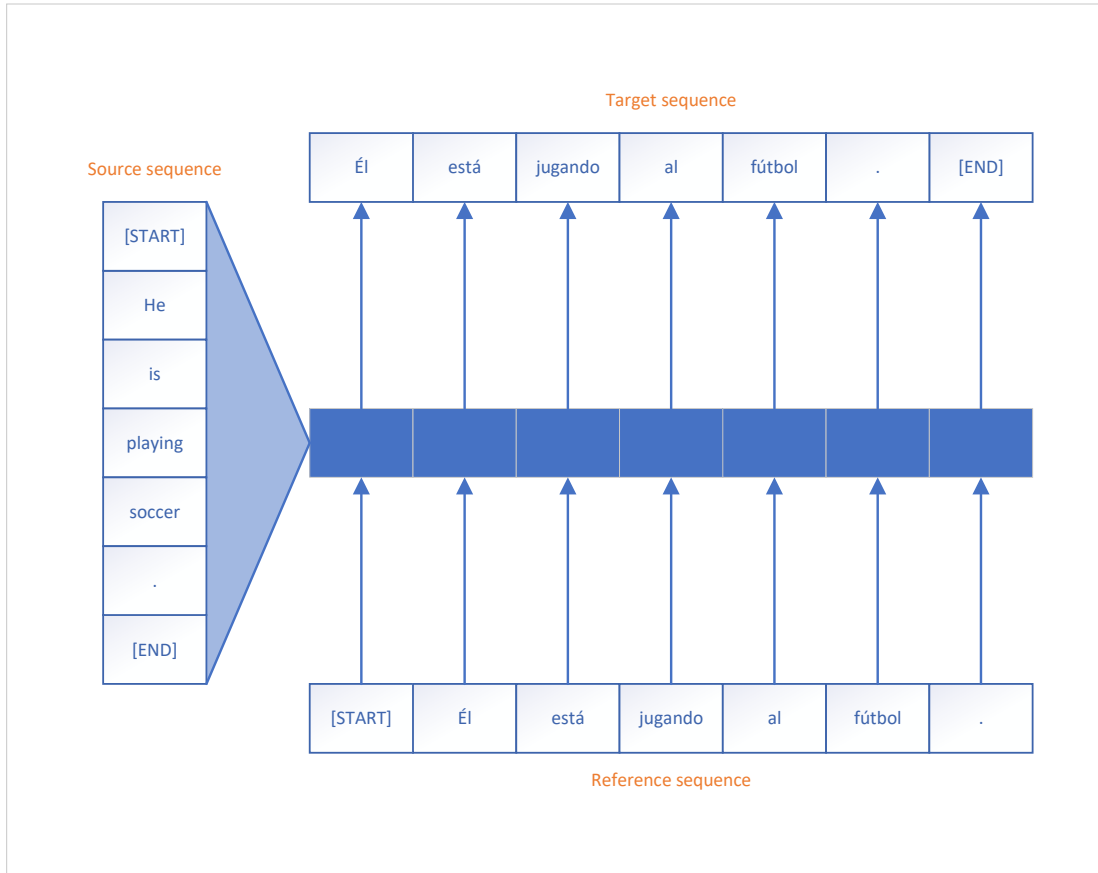 Target sequence
Él está jugando al fútbol . [END]
Source sequence
[START]
He
is
playing
soccer
.
[END]
[START] Él está jugando al fútbol .
Reference sequence